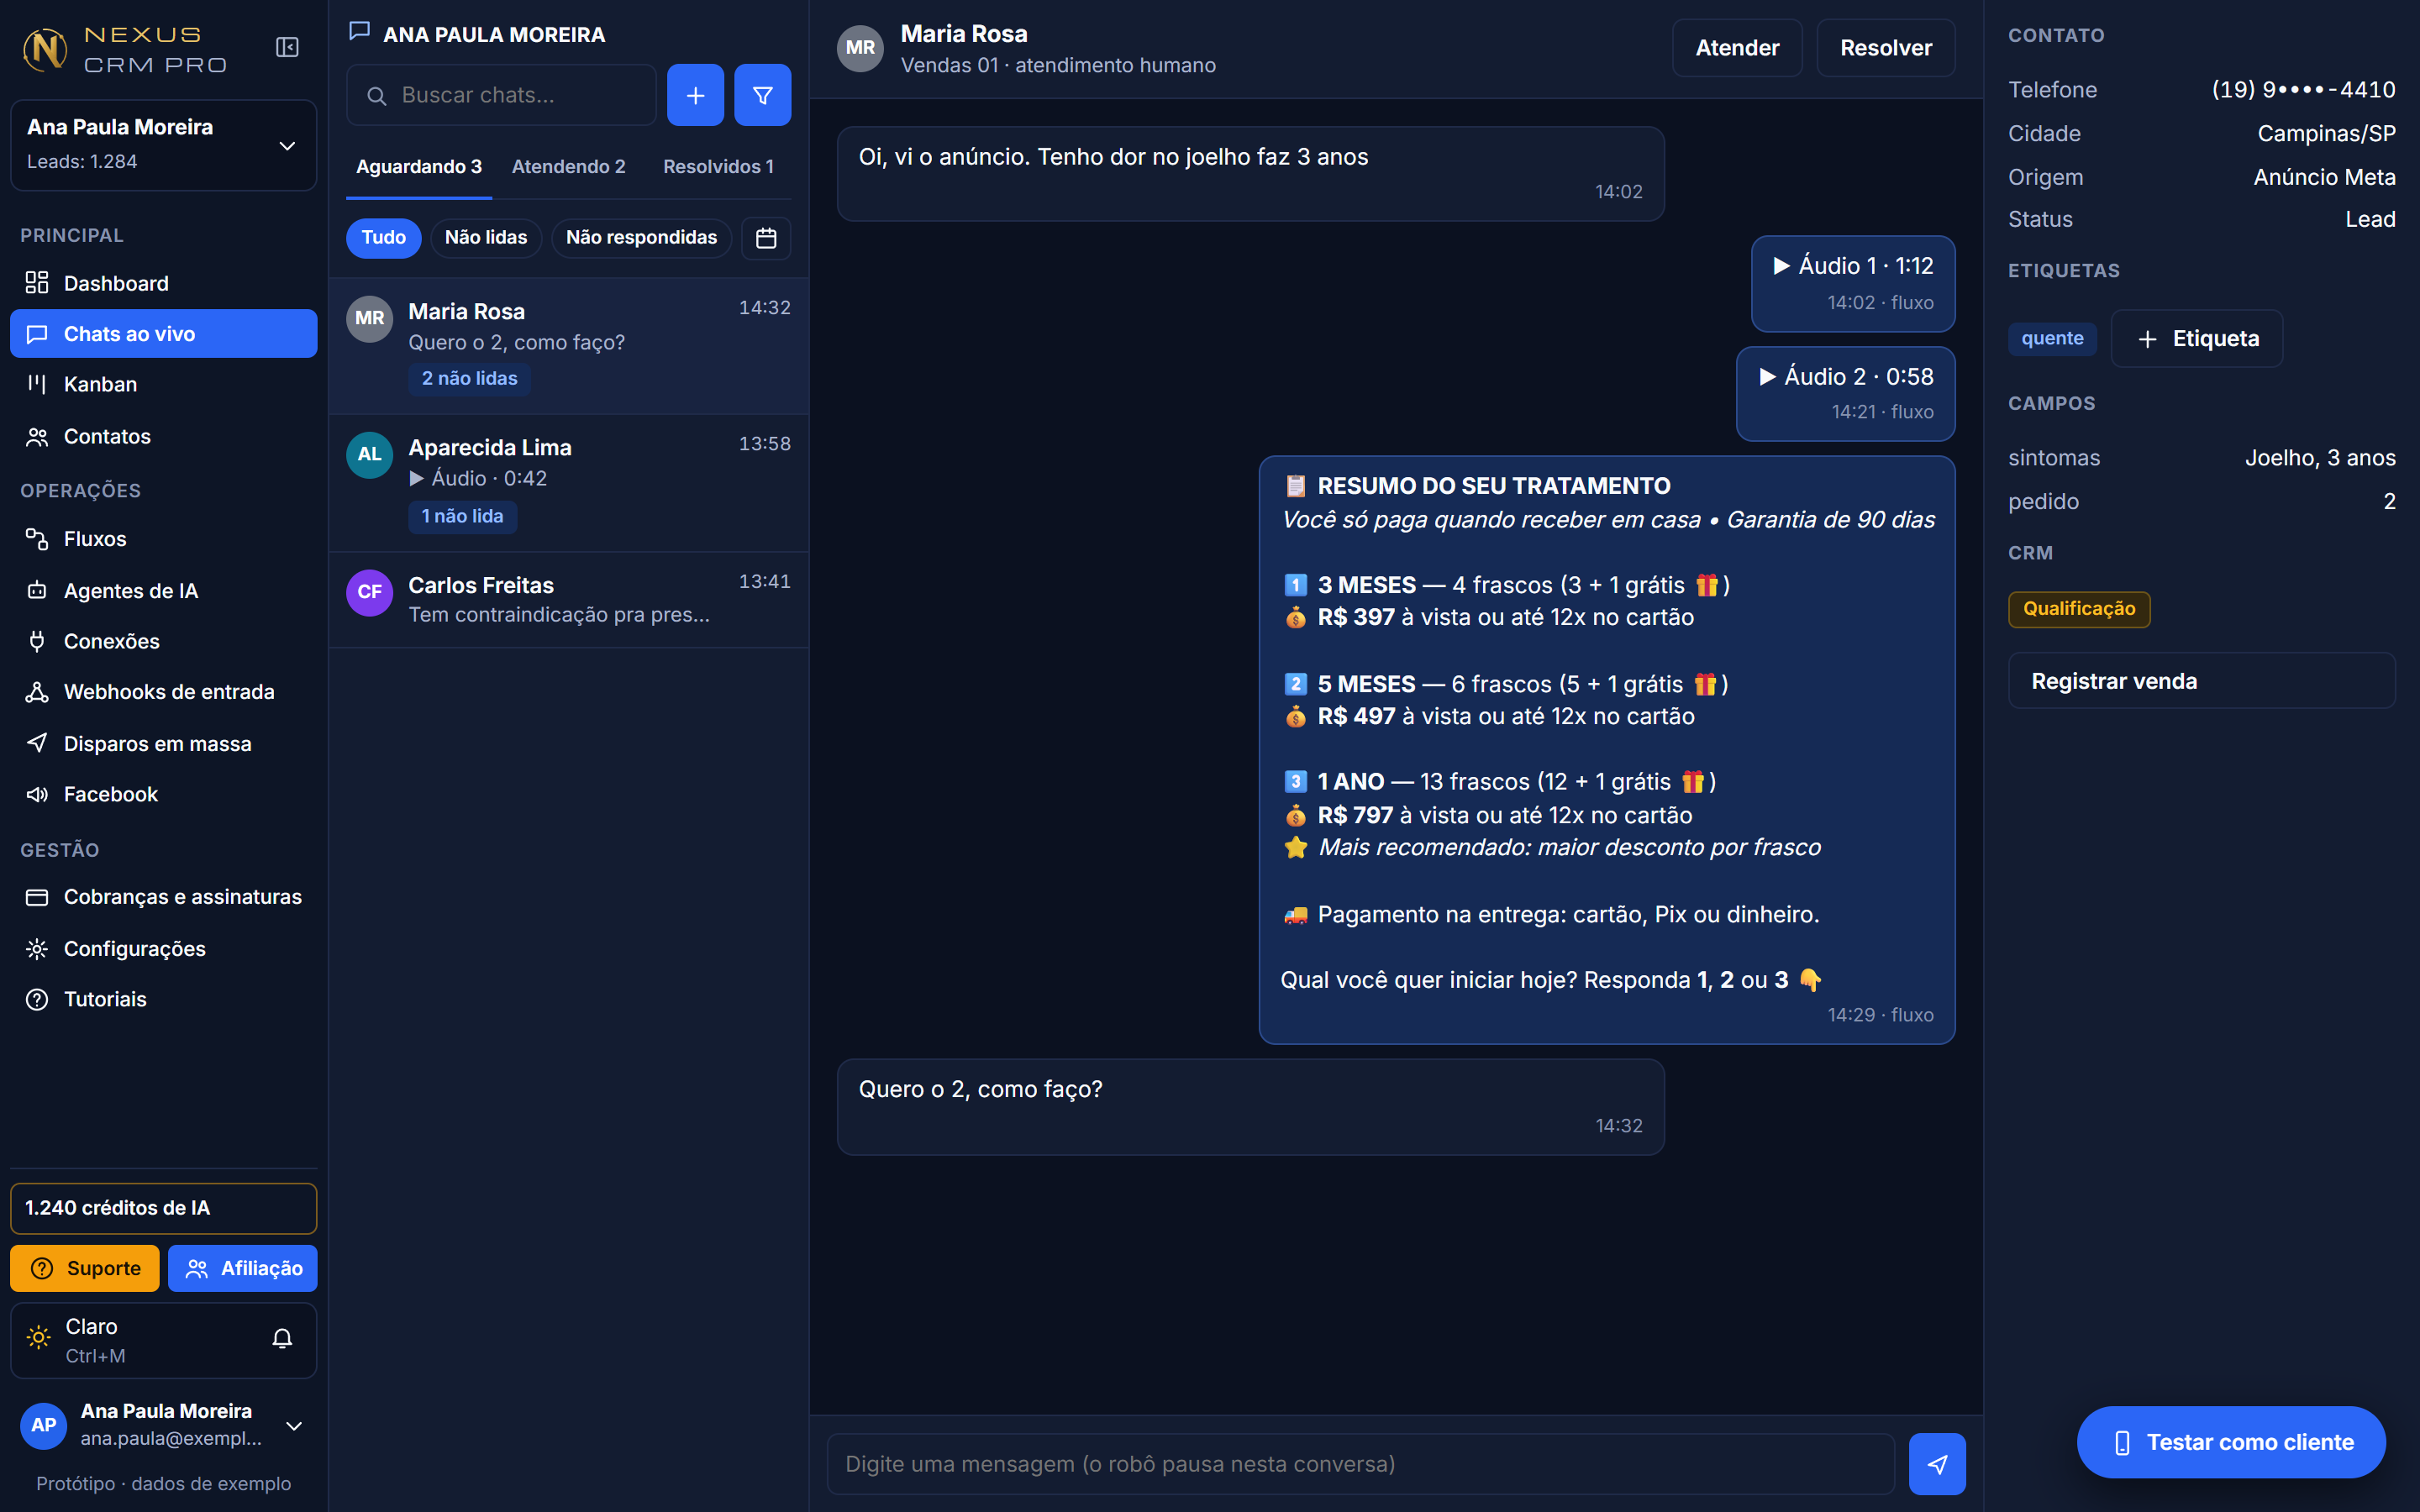 NEXUS
CRM PRO
Ana Paula Moreira
Leads: 1.284
PRINCIPAL
Dashboard
Chats ao vivo
Kanban
Contatos
OPERAÇÕES
Fluxos
Agentes de IA
Conexões
Webhooks de entrada
Disparos em massa
Facebook
GESTÃO
Cobranças e assinaturas
Configurações
Tutoriais
1.240 créditos de IA
Suporte
Afiliação
Claro
Ctrl+M
AP
Ana Paula Moreira
ana.paula@exempl...
Protótipo · dados de exemplo
ANA PAULA MOREIRA
Buscar chats...
Aguardando 3 Atendendo 2 Resolvidos 1
Tudo Não lidas Não respondidas
MR
Maria Rosa 14:32
Quero o 2, como faço?
2 não lidas
AL
Aparecida Lima 13:58
▶ Áudio · 0:42
1 não lida
CF
Carlos Freitas 13:41
Tem contraindicação pra pres...
MR
Maria Rosa
Vendas 01 · atendimento humano
Atender
Resolver
Oi, vi o anúncio. Tenho dor no joelho faz 3 anos
14:02
▶ Áudio 1 · 1:12
14:02 · fluxo
▶ Áudio 2 · 0:58
14:21 · fluxo
📋 RESUMO DO SEU TRATAMENTO
Você só paga quando receber em casa • Garantia de 90 dias
1️⃣ 3 MESES — 4 frascos (3 + 1 grátis 🎁)
💰 R$ 397 à vista ou até 12x no cartão
2️⃣ 5 MESES — 6 frascos (5 + 1 grátis 🎁)
💰 R$ 497 à vista ou até 12x no cartão
3️⃣ 1 ANO — 13 frascos (12 + 1 grátis 🎁)
💰 R$ 797 à vista ou até 12x no cartão
⭐ Mais recomendado: maior desconto por frasco
🚚 Pagamento na entrega: cartão, Pix ou dinheiro.
Qual você quer iniciar hoje? Responda 1, 2 ou 3 👇
14:29 · fluxo
Quero o 2, como faço?
14:32
Digite uma mensagem (o robô pausa nesta conversa)
CONTATO
Telefone (19) 9••••-4410
Cidade Campinas/SP
Origem Anúncio Meta
Status Lead
ETIQUETAS
quente
+ Etiqueta
CAMPOS
sintomas Joelho, 3 anos
pedido 2
CRM
Qualificação
Registrar venda
Testar como cliente